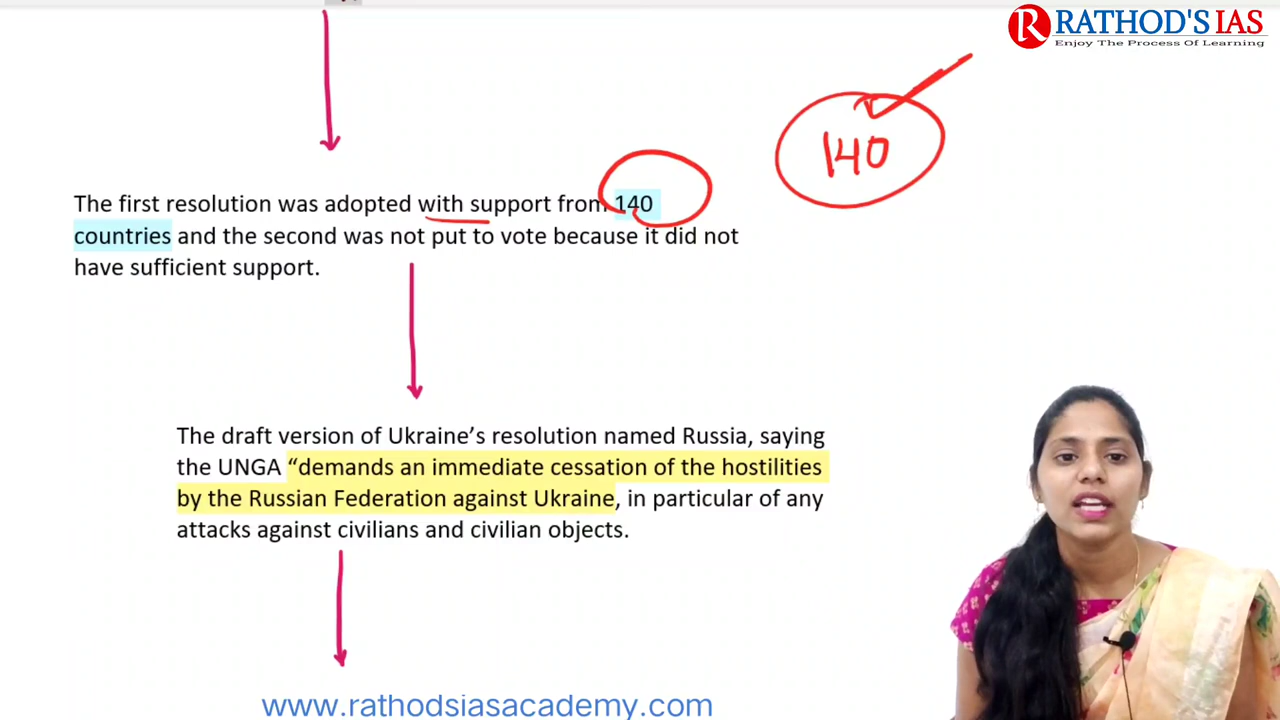 RATHOD'S IAS
Enjoy The Process Of Learning
140
The first resolution was adopted with support from 140
countries and the second was not put to vote because it did not
have sufficient support.
The draft version of Ukraine’s resolution named Russia, saying
the UNGA “demands an immediate cessation of the hostilities
by the Russian Federation against Ukraine, in particular of any
attacks against civilians and civilian objects.
www.rathodsiasacademy.com